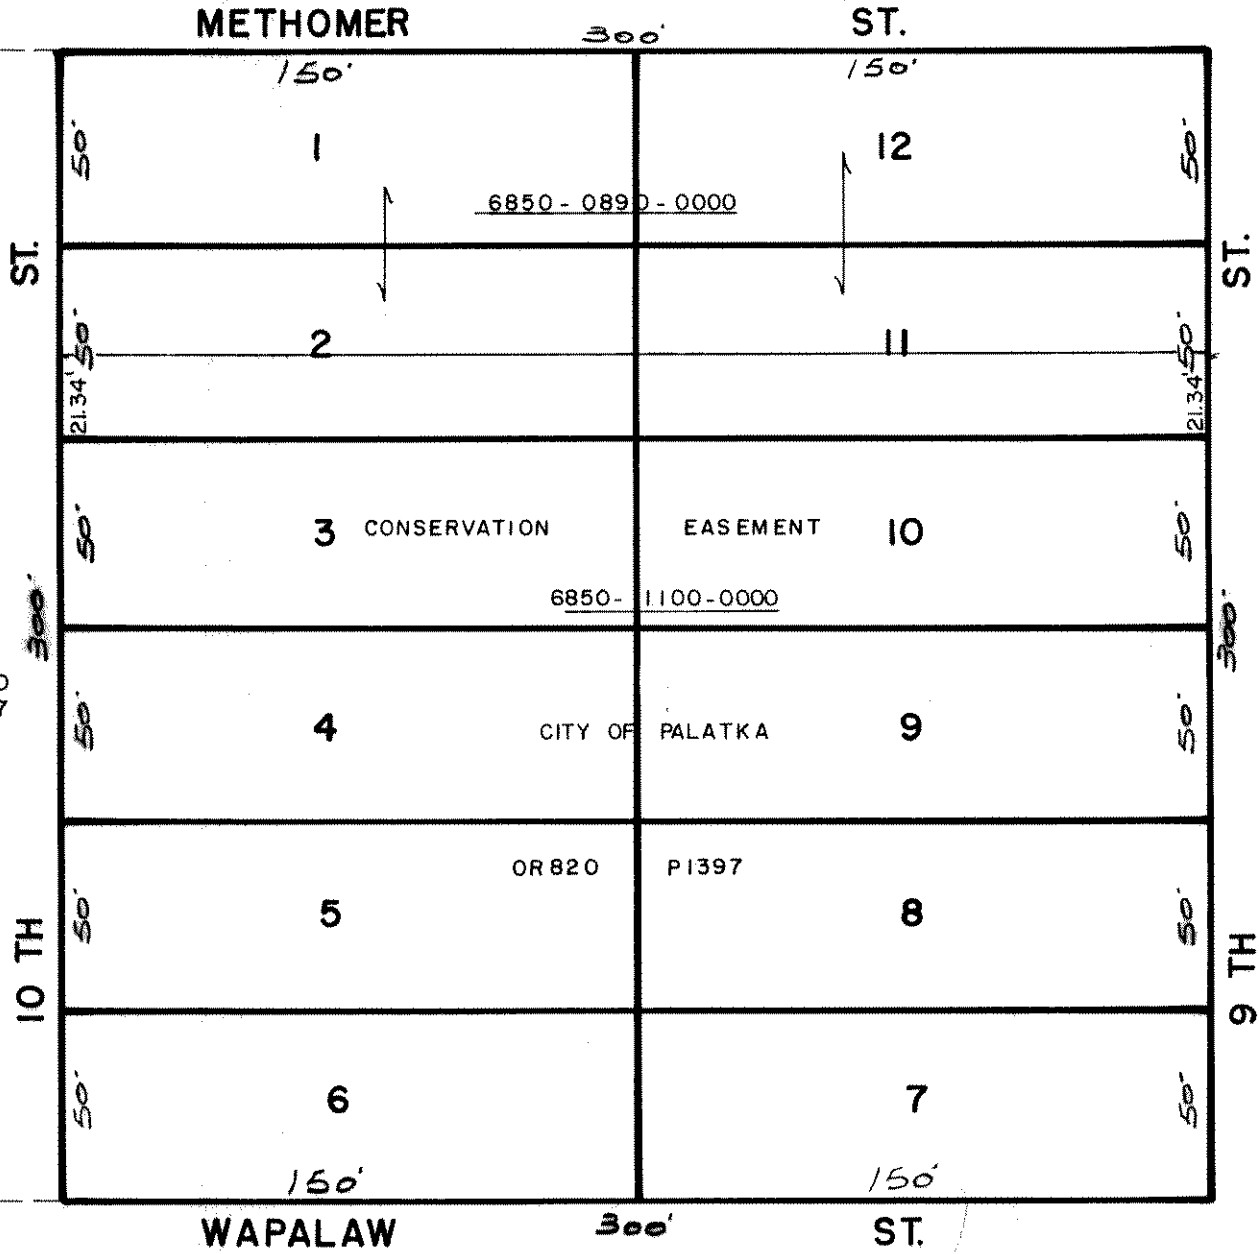 METHOMER 300' ST.
150' 150'
50' 1 12 50'
6850-0890-0000
ST. ST.
50' 2 11 50'
21.34' 21.34'
50' 3 CONSERVATION EASEMENT 10 50'
6850-1100-0000
300' 300'
50' 4 CITY OF PALATKA 9 50'
OR 820 P 1397
50' 5 8 50'
10 TH 9 TH
50' 6 7 50'
150' 150'
WAPALAW 300' ST.